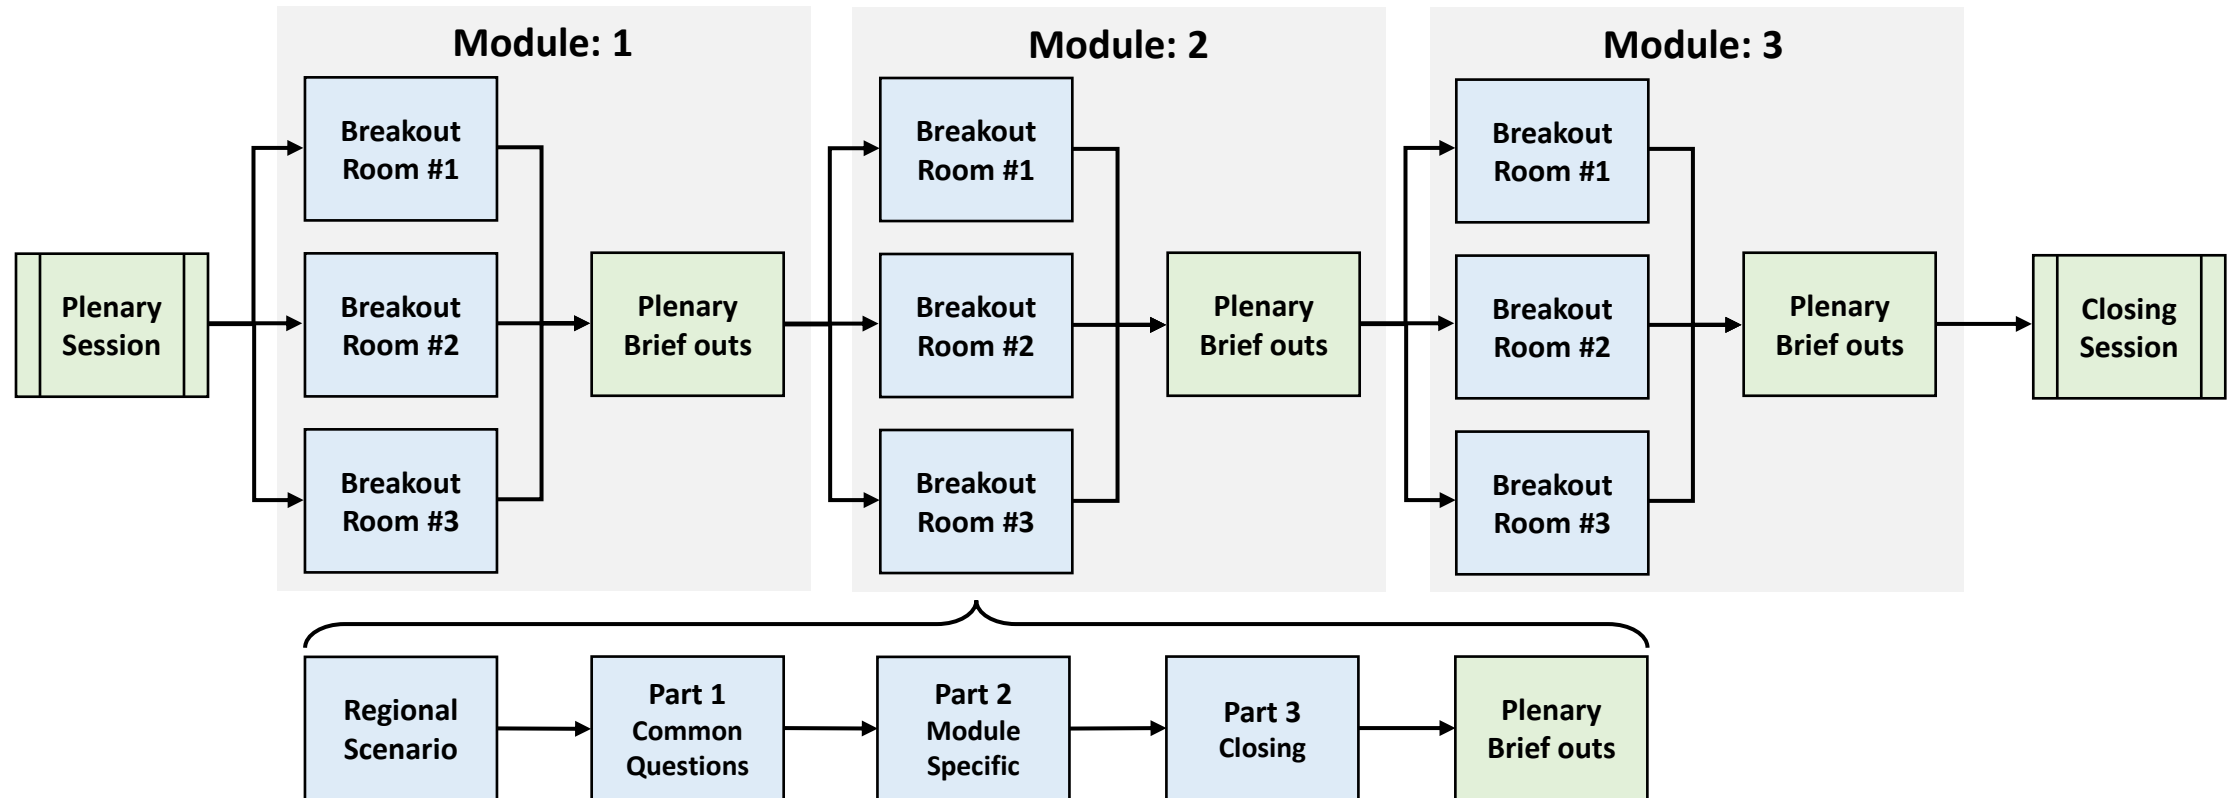 Module: 1
Module: 2
Module: 3
Plenary
Session
Breakout
Room #1
Breakout
Room #2
Breakout
Room #3
Plenary
Brief outs
Breakout
Room #1
Breakout
Room #2
Breakout
Room #3
Plenary
Brief outs
Breakout
Room #1
Breakout
Room #2
Breakout
Room #3
Plenary
Brief outs
Closing
Session
Regional
Scenario
Part 1
Common
Questions
Part 2
Module
Specific
Part 3
Closing
Plenary
Brief outs